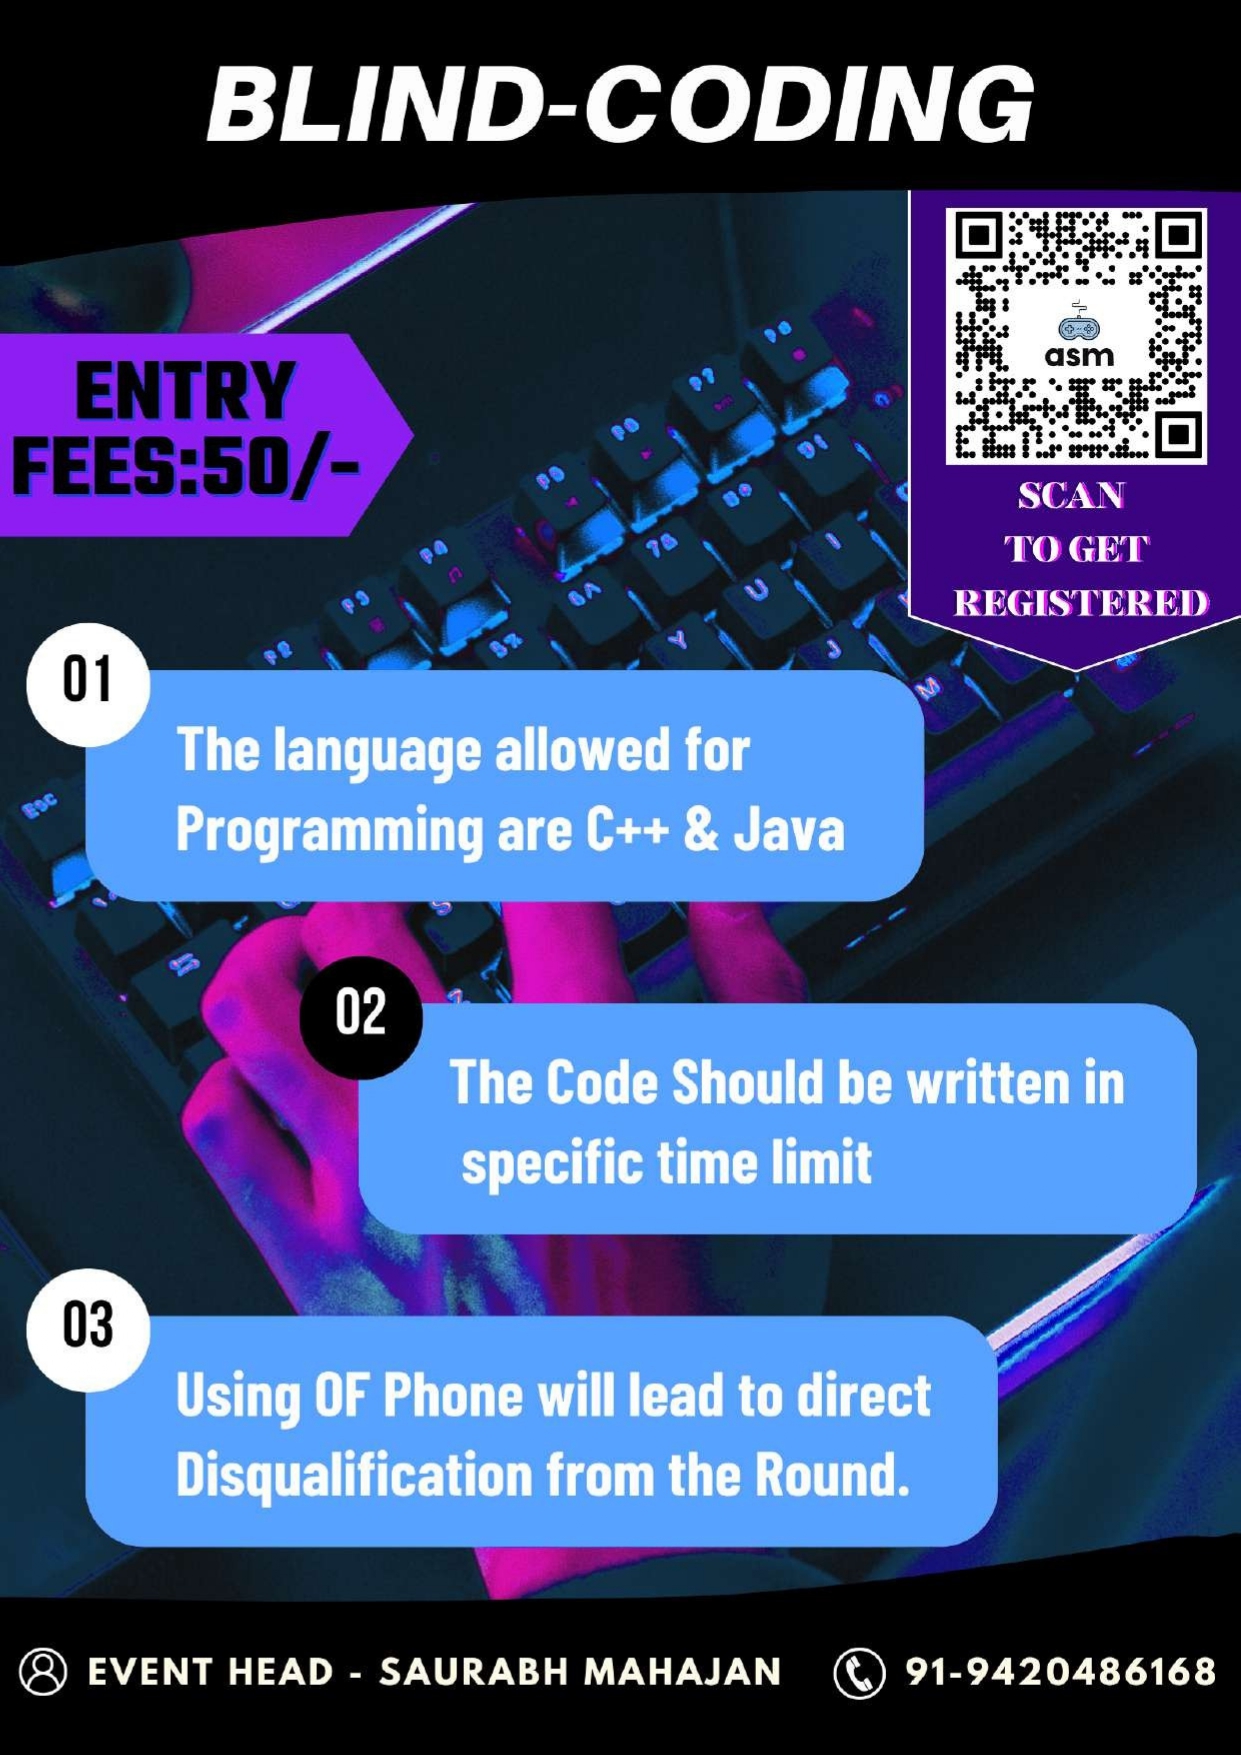 BLIND-CODING
asm
SCAN
TO GET
REGISTERED
ENTRY
FEES:50/-
01
The language allowed for
Programming are C++ & Java
02
The Code Should be written in
specific time limit
03
Using OF Phone will lead to direct
Disqualification from the Round.
EVENT HEAD - SAURABH MAHAJAN
91-9420486168